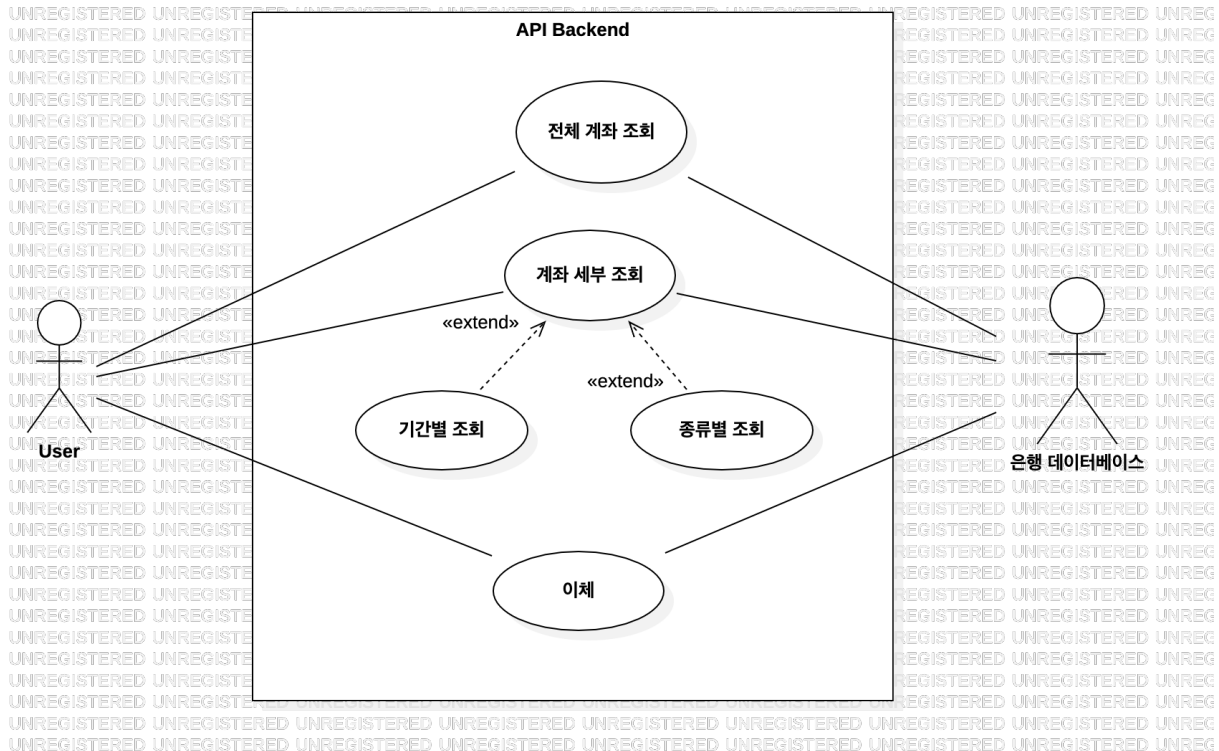 API Backend
전체 계좌 조회
계좌 세부 조회
«extend»
«extend»
기간별 조회
종류별 조회
User
은행 데이터베이스
이체
UNREGISTERED